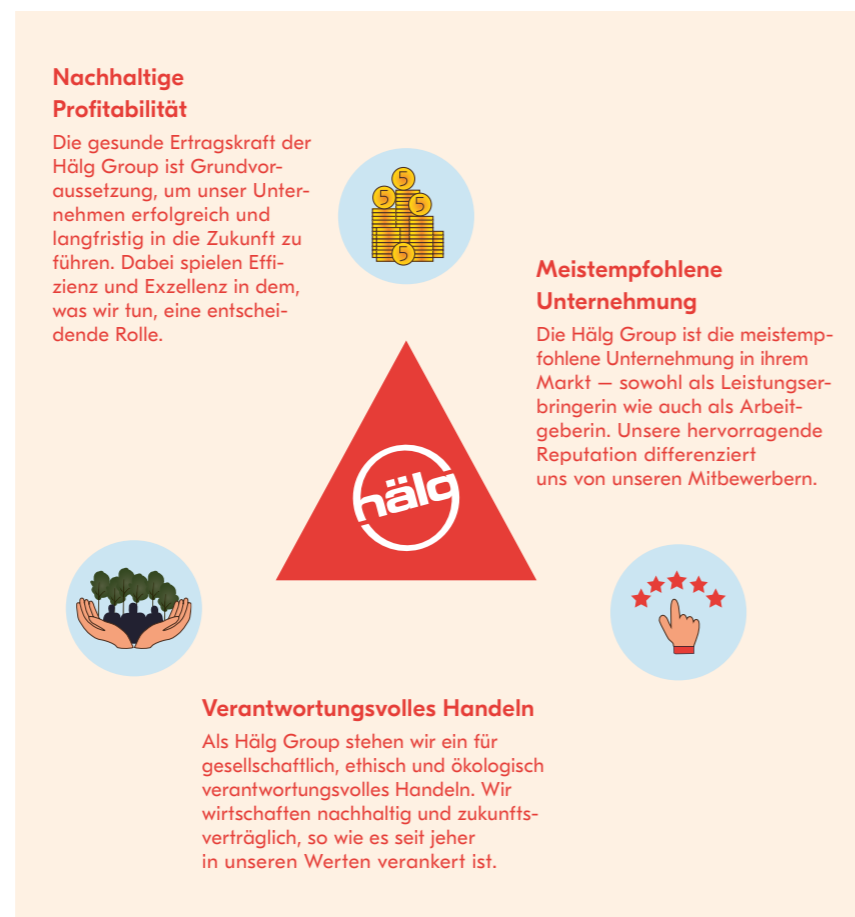 Nachhaltige
Profitabilität
Die gesunde Ertragskraft der
Hälg Group ist Grundvor-
aussetzung, um unser Unter-
nehmen erfolgreich und
langfristig in die Zukunft zu
führen. Dabei spielen Effi-
zienz und Exzellenz in dem,
was wir tun, eine entschei-
dende Rolle.
5
5
5
5
Meistempfohlene
Unternehmung
Die Hälg Group ist die meistemp-
fohlene Unternehmung in ihrem
Markt – sowohl als Leistungser-
bringerin wie auch als Arbeit-
geberin. Unsere hervorragende
Reputation differenziert
uns von unseren Mitbewerbern.
hälg
Verantwortungsvolles Handeln
Als Hälg Group stehen wir ein für
gesellschaftlich, ethisch und ökologisch
verantwortungsvolles Handeln. Wir
wirtschaften nachhaltig und zukunfts-
verträglich, so wie es seit jeher
in unseren Werten verankert ist.